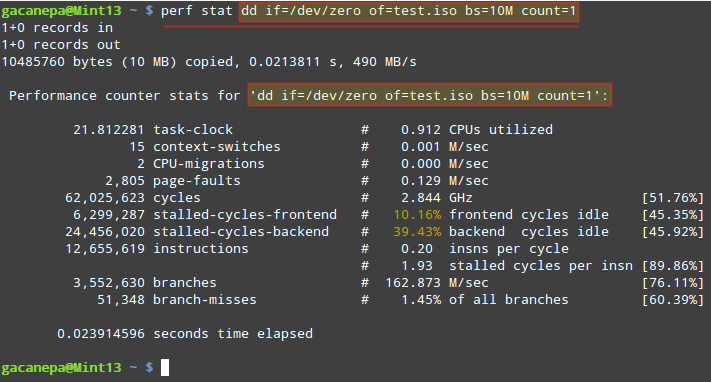 gacanepa@Mint13 ~ $ perf stat dd if=/dev/zero of=test.iso bs=10M count=1
1+0 records in
1+0 records out
10485760 bytes (10 MB) copied, 0.0213811 s, 490 MB/s
Performance counter stats for 'dd if=/dev/zero of=test.iso bs=10M count=1':
21.812281 task-clock # 0.912 CPUs utilized
15 context-switches # 0.001 M/sec
2 CPU-migrations # 0.000 M/sec
2,805 page-faults # 0.129 M/sec
62,025,623 cycles # 2.844 GHz [51.76%]
6,299,287 stalled-cycles-frontend # 10.16% frontend cycles idle [45.35%]
24,456,020 stalled-cycles-backend # 39.43% backend cycles idle [45.92%]
12,655,619 instructions # 0.20 insns per cycle
# 1.93 stalled cycles per insn [89.86%]
3,552,630 branches # 162.873 M/sec [76.11%]
51,348 branch-misses # 1.45% of all branches [60.39%]
0.023914596 seconds time elapsed
gacanepa@Mint13 ~ $